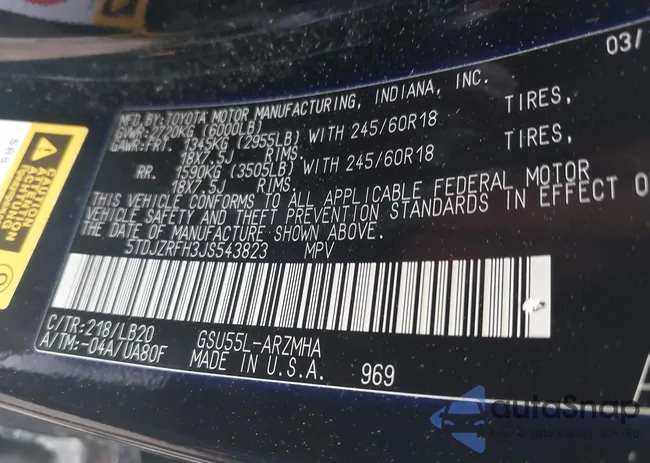 03/
MFD.BY:TOYOTA MOTOR MANUFACTURING, INDIANA, INC.
GVWR:2720KG (6000LB)
GAWR:FRT. 1345KG (2955LB) WITH 245/60R18 TIRES,
18X7.5J RIMS.
RR. 1590KG (3505LB) WITH 245/60R18 TIRES,
18X7.5J RIMS.
THIS VEHICLE CONFORMS TO ALL APPLICABLE FEDERAL MOTOR
VEHICLE SAFETY AND THEFT PREVENTION STANDARDS IN EFFECT O
THE DATE OF MANUFACTURE SHOWN ABOVE.
5TDJZRFH3JS543823 MPV
C/TR:218/LB20 GSU55L-ARZMHA
A/TM:-04A/UA80F MADE IN U.S.A. 969
SRS
CAUTION
ATTENTION
autoSnap